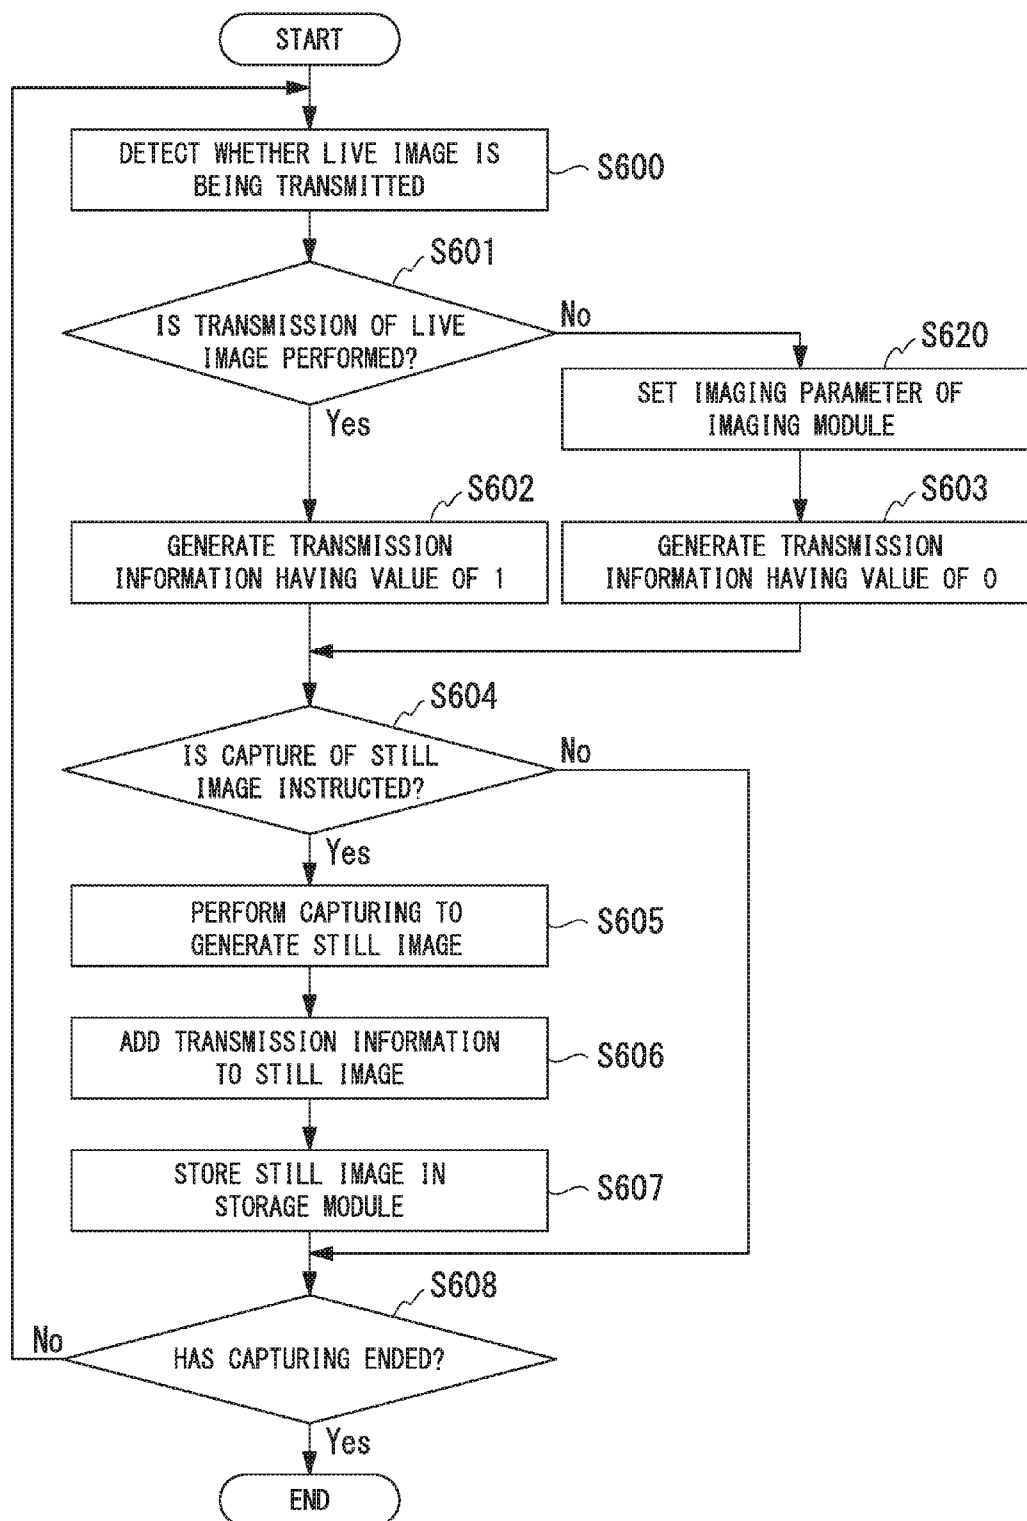 START
DETECT WHETHER LIVE IMAGE IS
BEING TRANSMITTED
S600
S601
IS TRANSMISSION OF LIVE
IMAGE PERFORMED?
No
Yes
S620
SET IMAGING PARAMETER OF
IMAGING MODULE
S602
GENERATE TRANSMISSION
INFORMATION HAVING VALUE OF 1
S603
GENERATE TRANSMISSION
INFORMATION HAVING VALUE OF 0
S604
IS CAPTURE OF STILL
IMAGE INSTRUCTED?
No
Yes
PERFORM CAPTURING TO
GENERATE STILL IMAGE
S605
ADD TRANSMISSION INFORMATION
TO STILL IMAGE
S606
STORE STILL IMAGE IN
STORAGE MODULE
S607
S608
No
HAS CAPTURING ENDED?
Yes
END